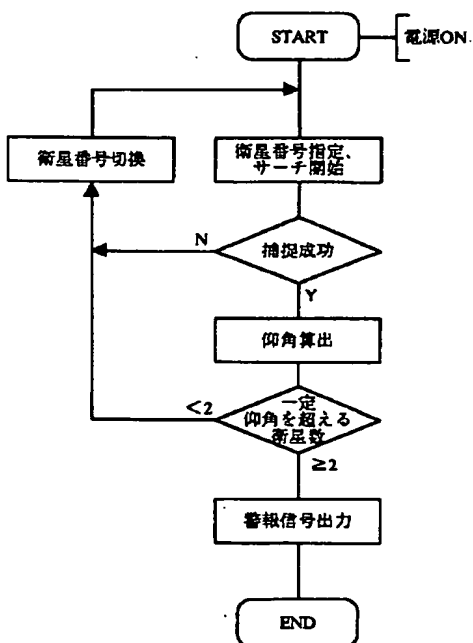 START
電源ON
衛星番号切換
衛星番号指定、
サーチ開始
N
捕捉成功
Y
仰角算出
<2
一定
仰角を超える
衛星数
≧2
警報信号出力
END